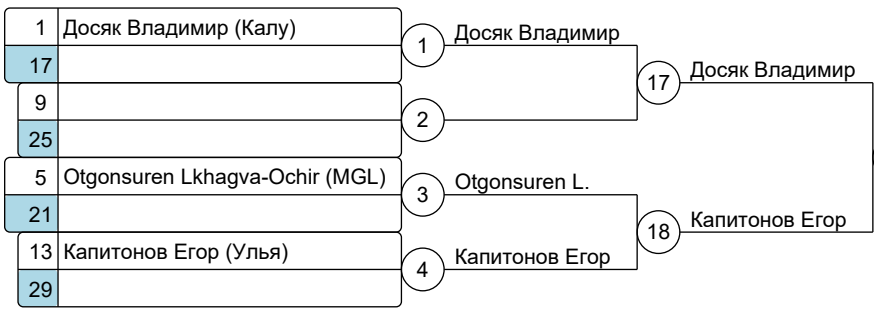 1 Досяк Владимир (Калу)
17
9
25
5 Otgonsuren Lkhagva-Ochir (MGL)
21
13 Капитонов Егор (Улья)
29
1 Досяк Владимир
2
3 Otgonsuren L.
4 Капитонов Егор
17 Досяк Владимир
18 Капитонов Егор